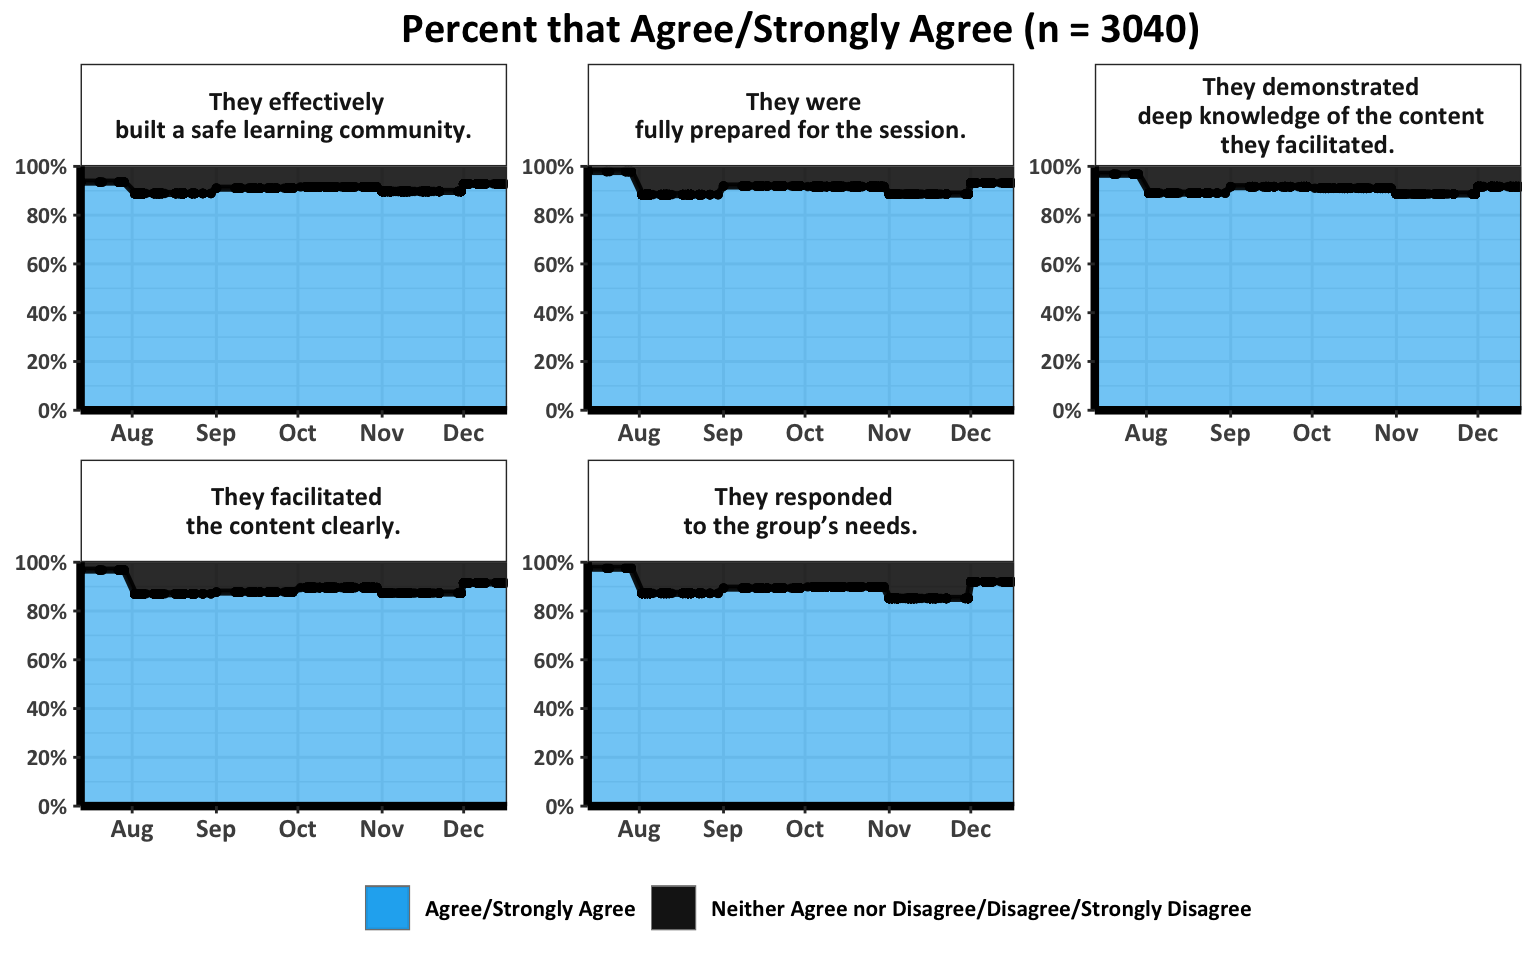 Percent that Agree/Strongly Agree (n = 3040)
They effectively
built a safe learning community.
100%
80%
60%
40%
20%
0%
Aug Sep Oct Nov Dec
They were
fully prepared for the session.
100%
80%
60%
40%
20%
0%
Aug Sep Oct Nov Dec
They demonstrated
deep knowledge of the content
they facilitated.
100%
80%
60%
40%
20%
0%
Aug Sep Oct Nov Dec
They facilitated
the content clearly.
100%
80%
60%
40%
20%
0%
Aug Sep Oct Nov Dec
They responded
to the group’s needs.
100%
80%
60%
40%
20%
0%
Aug Sep Oct Nov Dec
Agree/Strongly Agree Neither Agree nor Disagree/Disagree/Strongly Disagree